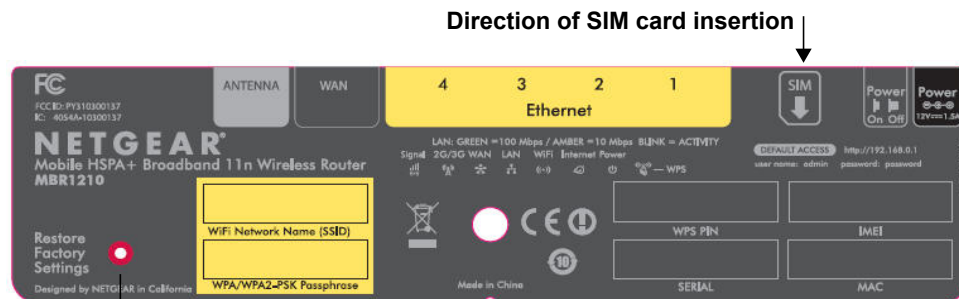 Direction of SIM card insertion
FC
FCC ID: PY310300137
IC: 4054A-10300137
ANTENNA
WAN
4 3 2 1
Ethernet
SIM
Power
On Off
Power
12V 1.5A
NETGEAR®
Mobile HSPA+ Broadband 11n Wireless Router
MBR1210
LAN: GREEN =100 Mbps / AMBER =10 Mbps BLINK = ACTIVITY
Signal 2G/3G WAN LAN WiFi Internet Power
WPS
DEFAULT ACCESS http://192.168.0.1
user name: admin password: password
WiFi Network Name (SSID)
WPS PIN
IMEI
Restore
Factory
Settings
CE
10
Designed by NETGEAR in California
WPA/WPA2-PSK Passphrase
Made in China
SERIAL
MAC